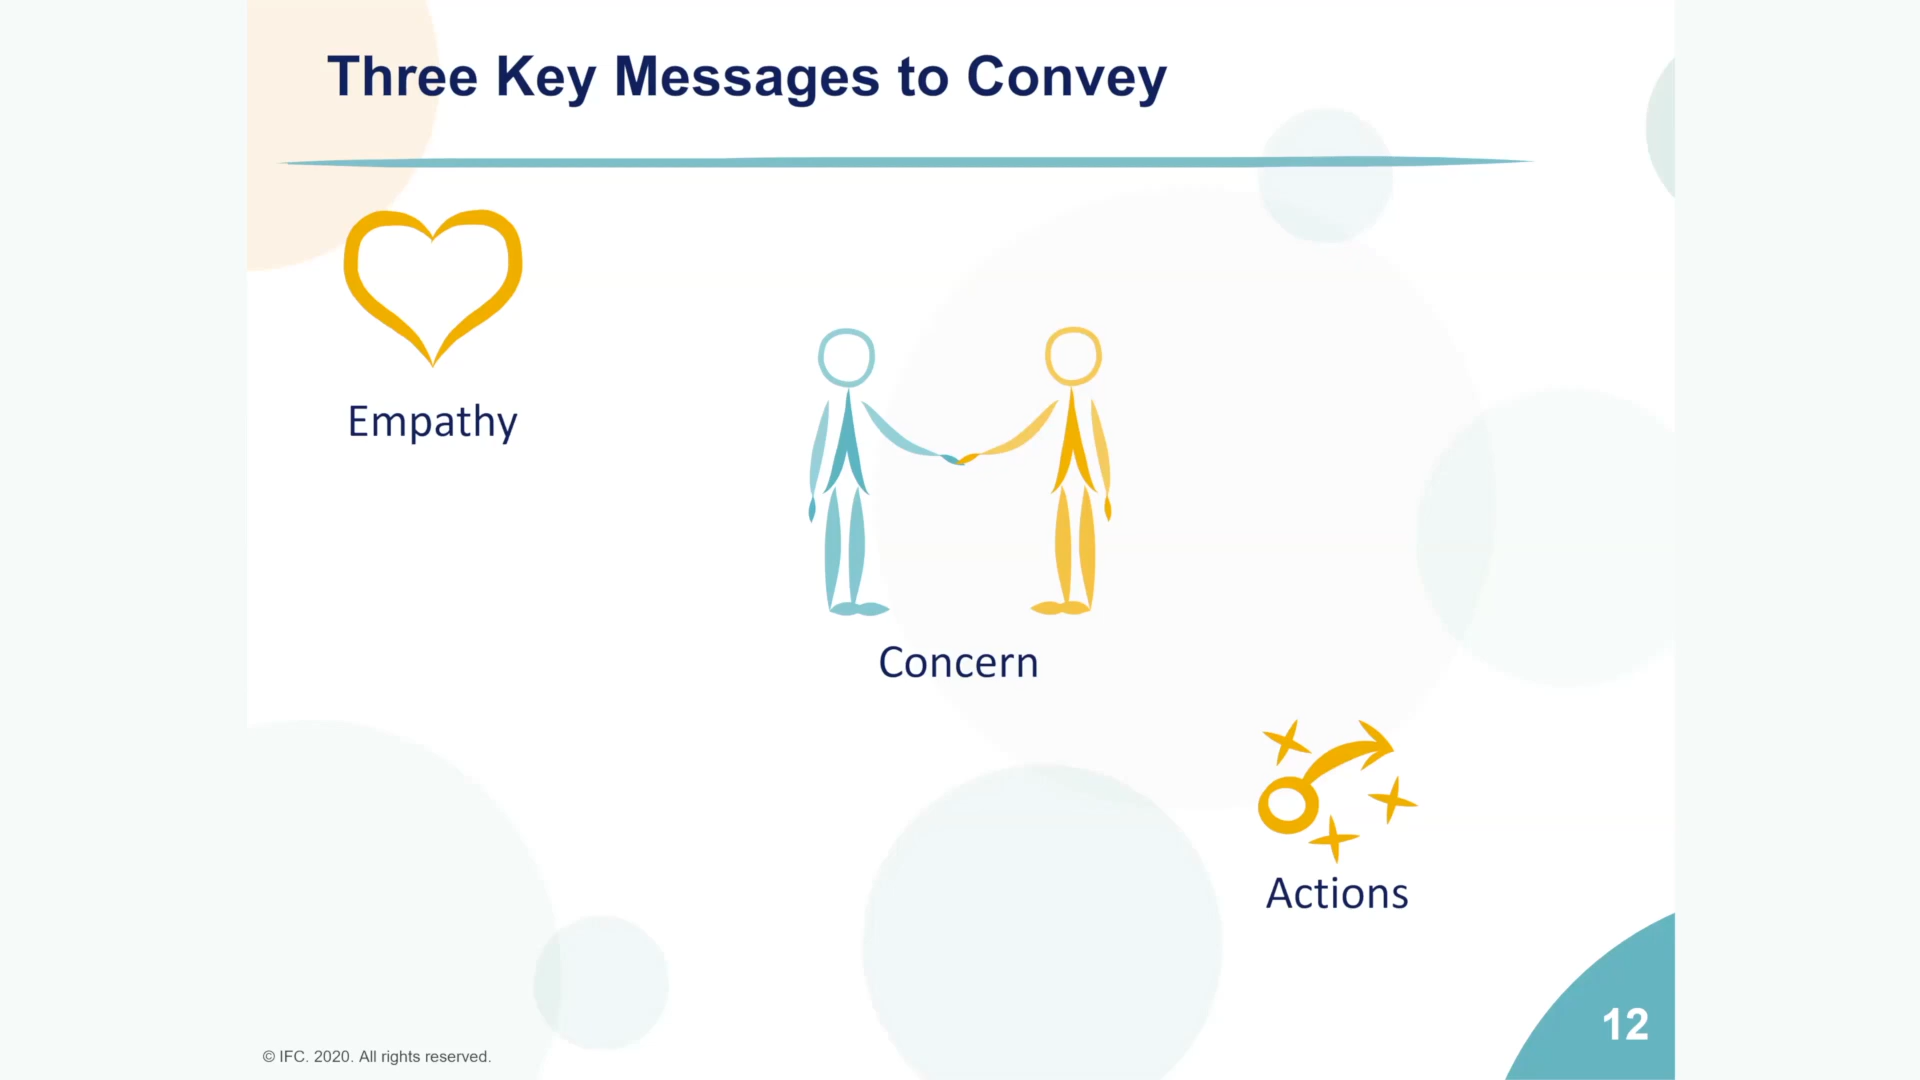 Three Key Messages to Convey
Empathy
Concern
Actions
12
© IFC. 2020. All rights reserved.